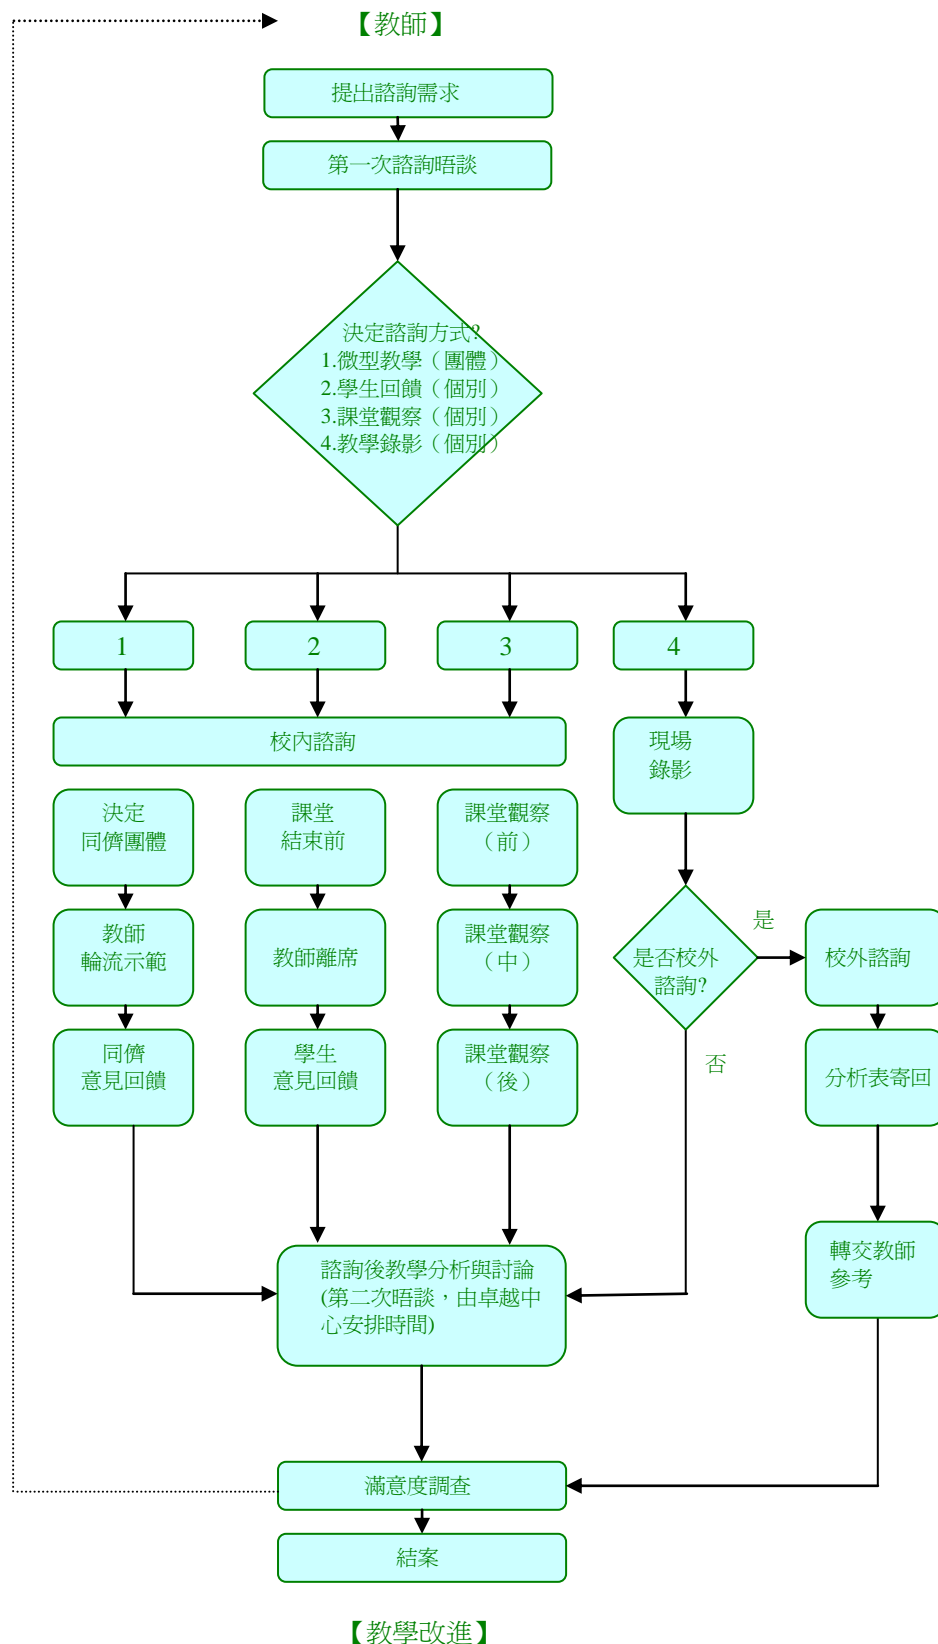 【教師】
提出諮詢需求
第一次諮詢晤談
決定諮詢方式?
1.微型教學（團體）
2.學生回饋（個別）
3.課堂觀察（個別）
4.教學錄影（個別）
1
2
3
4
校內諮詢
現場
錄影
決定
同儕團體
課堂
結束前
課堂觀察
（前）
教師
輪流示範
教師離席
課堂觀察
（中）
是否校外
諮詢?
是
校外諮詢
同儕
意見回饋
學生
意見回饋
課堂觀察
（後）
否
分析表寄回
諮詢後教學分析與討論
(第二次晤談，由卓越中
心安排時間)
轉交教師
參考
滿意度調查
結案
【教學改進】